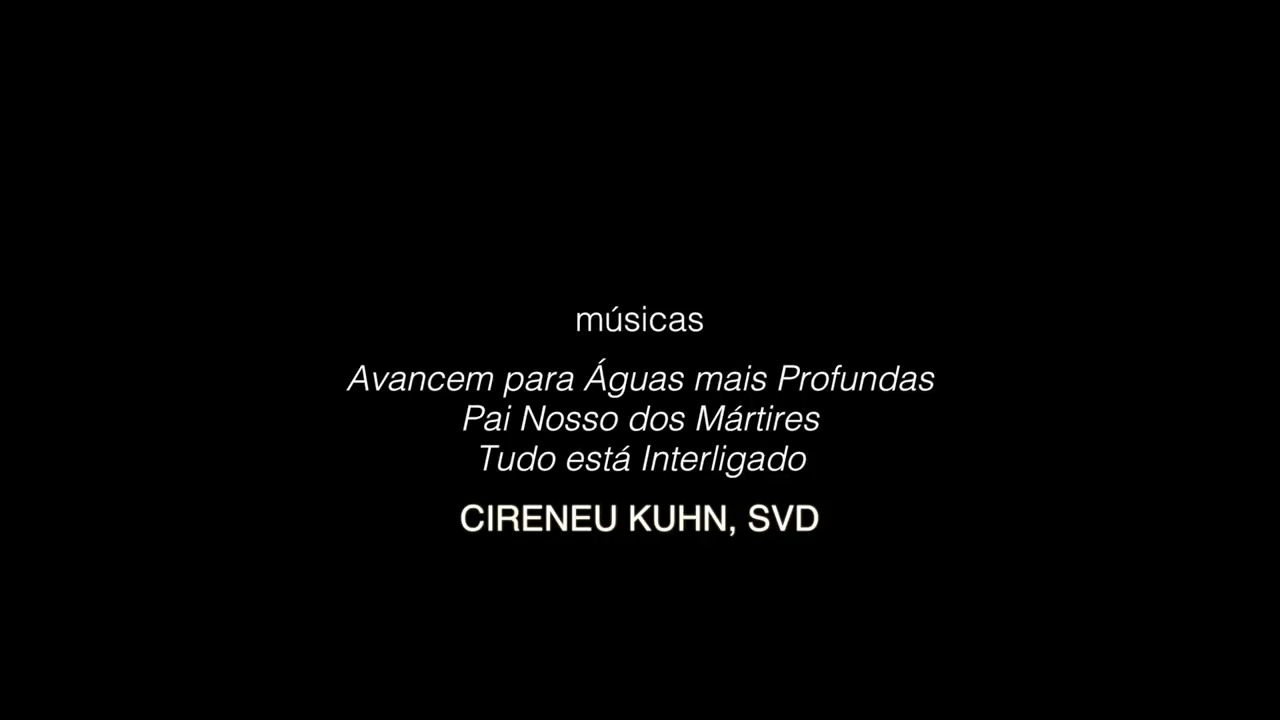 músicas
Avancem para Águas mais Profundas
Pai Nosso dos Mártires
Tudo está Interligado
CIRENEU KUHN, SVD